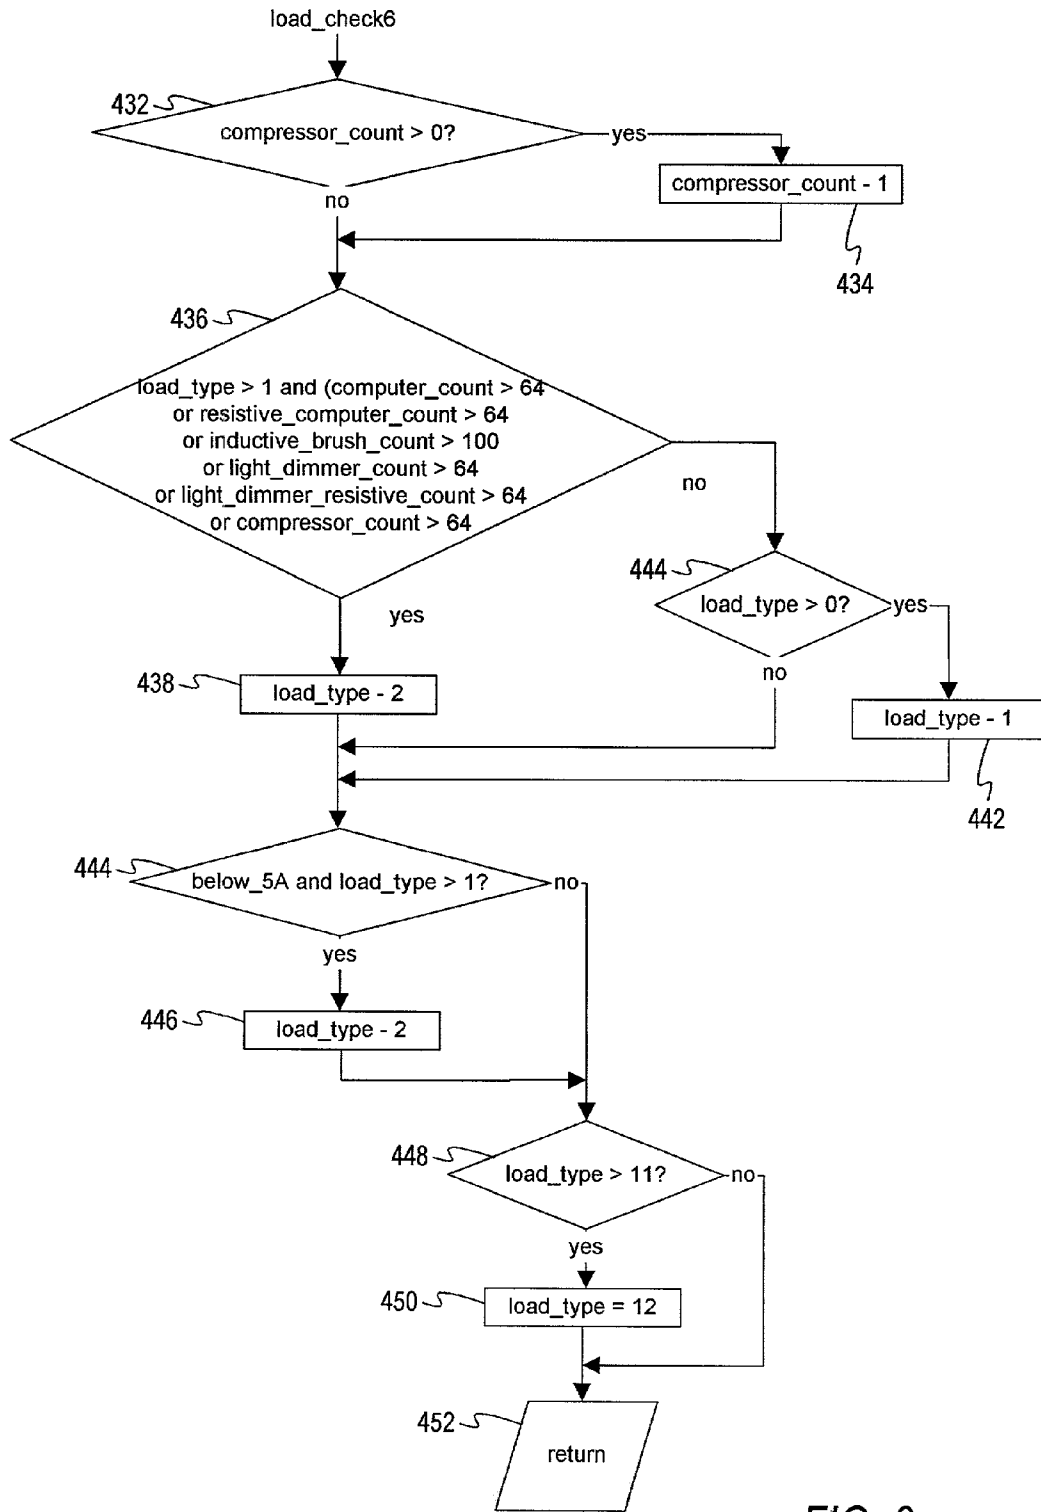 load_check6
432
compressor_count > 0?
yes
compressor_count - 1
no
434
436
load_type > 1 and (computer_count > 64
or resistive_computer_count > 64
or inductive_brush_count > 100
or light_dimmer_count > 64
or light_dimmer_resistive_count > 64
or compressor_count > 64
no
444
load_type > 0?
yes
yes
no
438
load_type - 2
load_type - 1
442
444
below_5A and load_type > 1?
no
yes
446
load_type - 2
448
load_type > 11?
no
yes
450
load_type = 12
452
return